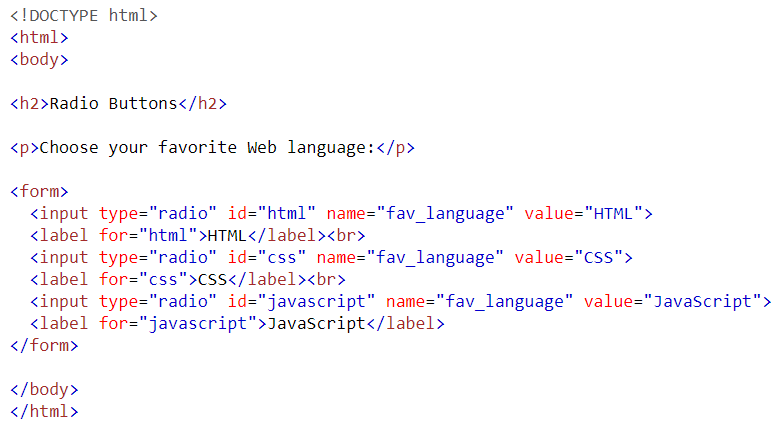 <!DOCTYPE html>
<html>
<body>
<h2>Radio Buttons</h2>
<p>Choose your favorite Web language:</p>
<form>
<input type="radio" id="html" name="fav_language" value="HTML">
<label for="html">HTML</label><br>
<input type="radio" id="css" name="fav_language" value="CSS">
<label for="css">CSS</label><br>
<input type="radio" id="javascript" name="fav_language" value="JavaScript">
<label for="javascript">JavaScript</label>
</form>
</body>
</html>